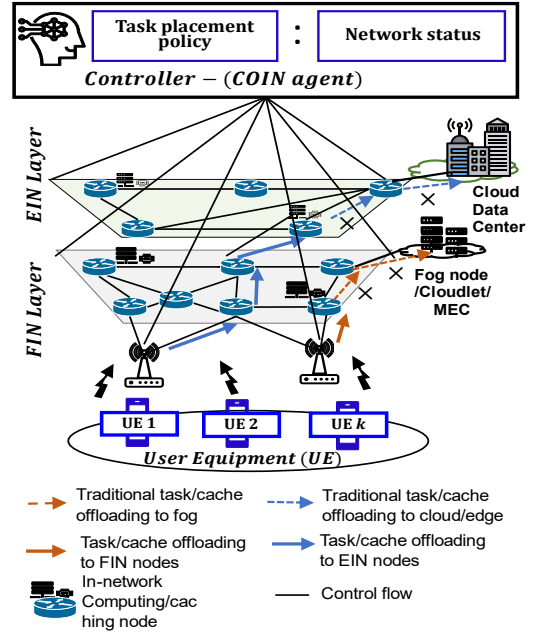 Task placement
policy
:
Network status
Controller – (COIN agent)
EIN Layer
Cloud
Data
Center
FIN Layer
Fog node
/Cloudlet/
MEC
UE 1
UE 2
UE k
User Equipment (UE)
Traditional task/cache
offloading to fog
Traditional task/cache
offloading to cloud/edge
Task/cache offloading
to FIN nodes
Task/cache offloading
to EIN nodes
In-network
Computing/cac
hing node
Control flow